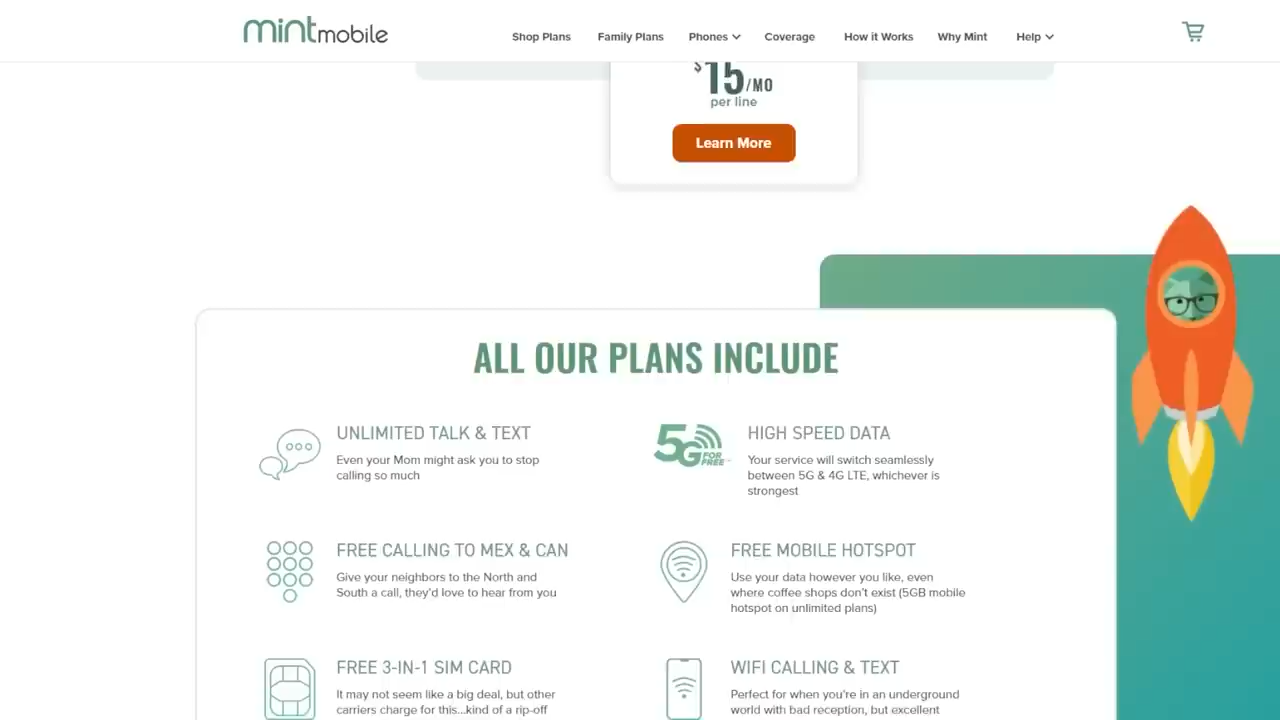 mintmobile
Shop Plans
Family Plans
Phones
Coverage
How it Works
Why Mint
Help
$15/MO
per line
Learn More
ALL OUR PLANS INCLUDE
UNLIMITED TALK & TEXT
Even your Mom might ask you to stop
calling so much
5G FOR FREE
HIGH SPEED DATA
Your service will switch seamlessly
between 5G & 4G LTE, whichever is
strongest
FREE CALLING TO MEX & CAN
Give your neighbors to the North and
South a call, they'd love to hear from you
FREE MOBILE HOTSPOT
Use your data however you like, even
where coffee shops don't exist (5GB mobile
hotspot on unlimited plans)
FREE 3-IN-1 SIM CARD
It may not seem like a big deal, but other
carriers charge for this...kind of a rip-off
WIFI CALLING & TEXT
Perfect for when you're in an underground
world with bad reception, but excellent